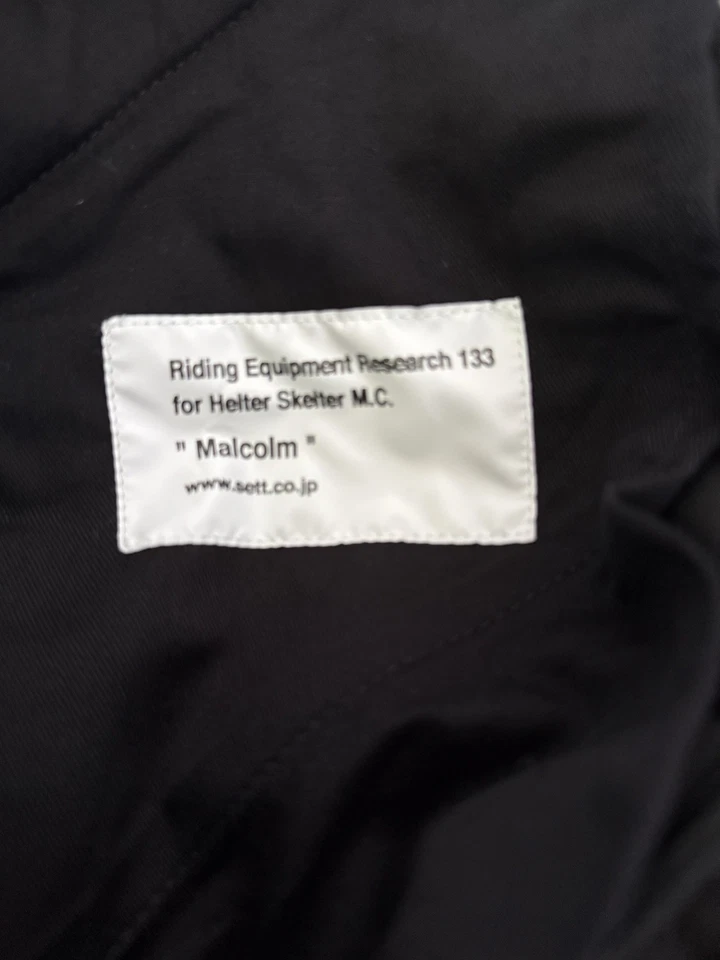 Riding Equipment Research 133
for Helter Skelter M.C.
" Malcolm "
www.sett.co.jp